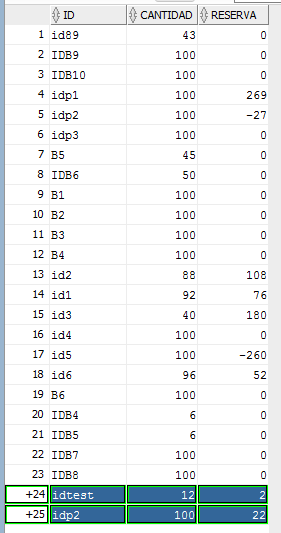 ID CANTIDAD RESERVA
1 id89 43 0
2 IDB9 100 0
3 IDB10 100 0
4 idp1 100 269
5 idp2 100 -27
6 idp3 100 0
7 B5 45 0
8 IDB6 50 0
9 B1 100 0
10 B2 100 0
11 B3 100 0
12 B4 100 0
13 id2 88 108
14 id1 92 76
15 id3 40 180
16 id4 100 0
17 id5 100 -260
18 id6 96 52
19 B6 100 0
20 IDB4 6 0
21 IDB5 6 0
22 IDB7 100 0
23 IDB8 100 0
+24 idtest 12 2
+25 idp2 100 22